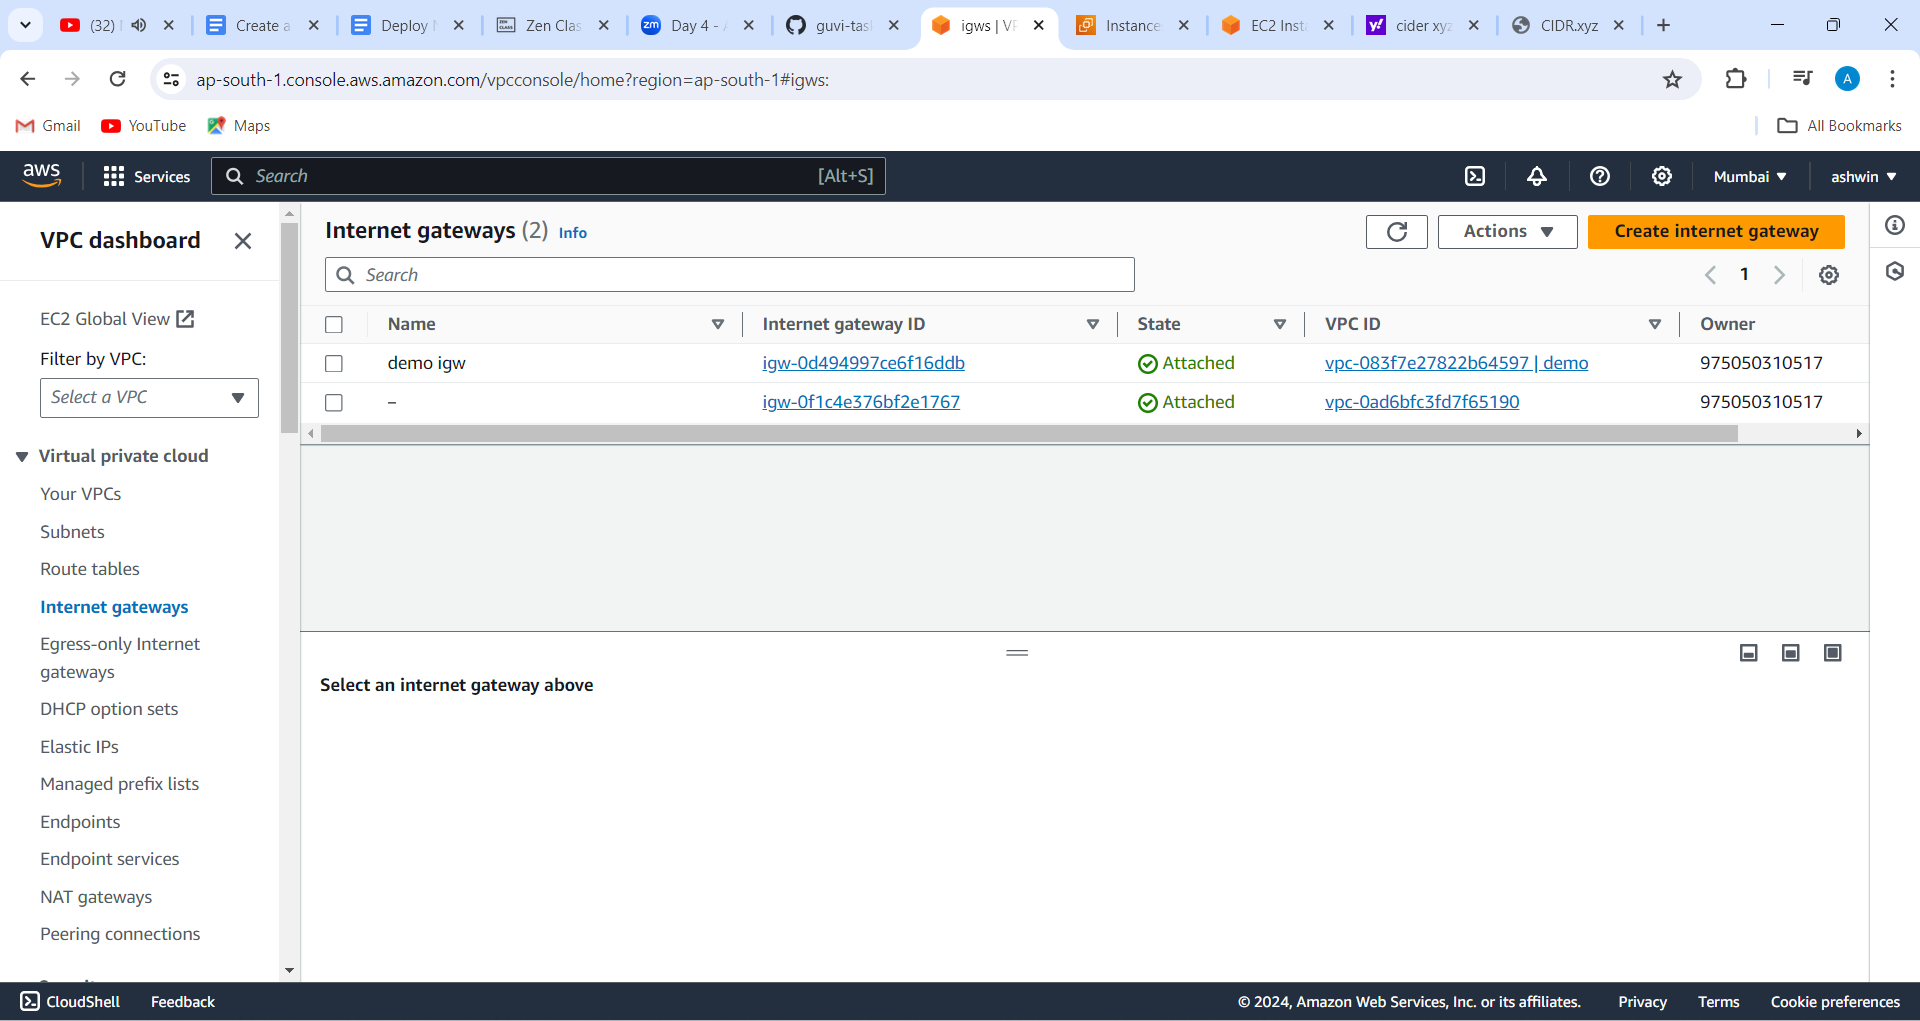 (32)
Create a
Deploy
Zen Clas
zm
Day 4 -
guvi-tas
igws | VP
Instance
EC2 Inst
cider xyz
CIDR.xyz
ap-south-1.console.aws.amazon.com/vpcconsole/home?region=ap-south-1#igws:
A
Gmail
YouTube
Maps
All Bookmarks
aws
Services
Search
[Alt+S]
Mumbai
ashwin
VPC dashboard
EC2 Global View
Filter by VPC:
Select a VPC
Virtual private cloud
Your VPCs
Subnets
Route tables
Internet gateways
Egress-only Internet
gateways
DHCP option sets
Elastic IPs
Managed prefix lists
Endpoints
Endpoint services
NAT gateways
Peering connections
Internet gateways (2) Info
Actions
Create internet gateway
Search
1
Name Internet gateway ID State VPC ID Owner
demo igw igw-0d494997ce6f16ddb Attached vpc-083f7e27822b64597 | demo 975050310517
– igw-0f1c4e376bf2e1767 Attached vpc-0ad6bfc3fd7f65190 975050310517
Select an internet gateway above
CloudShell
Feedback
© 2024, Amazon Web Services, Inc. or its affiliates.
Privacy
Terms
Cookie preferences